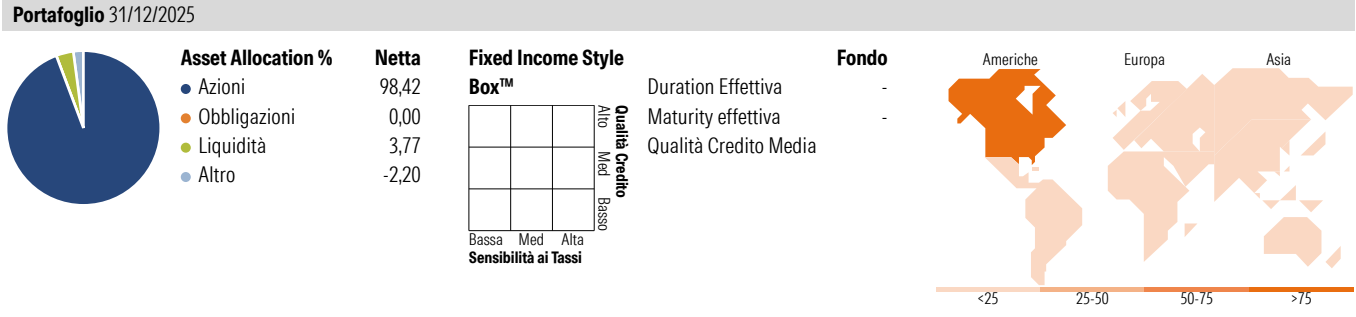 Portafoglio 31/12/2025
Asset Allocation % Netta
Azioni 98,42
Obbligazioni 0,00
Liquidità 3,77
Altro -2,20
Fixed Income Style
Box™
Alto Med Basso
Qualità Credito
Bassa Med Alta
Sensibilità ai Tassi
Fondo
Duration Effettiva -
Maturity effettiva -
Qualità Credito Media
Americhe Europa Asia
<25 25-50 50-75 >75